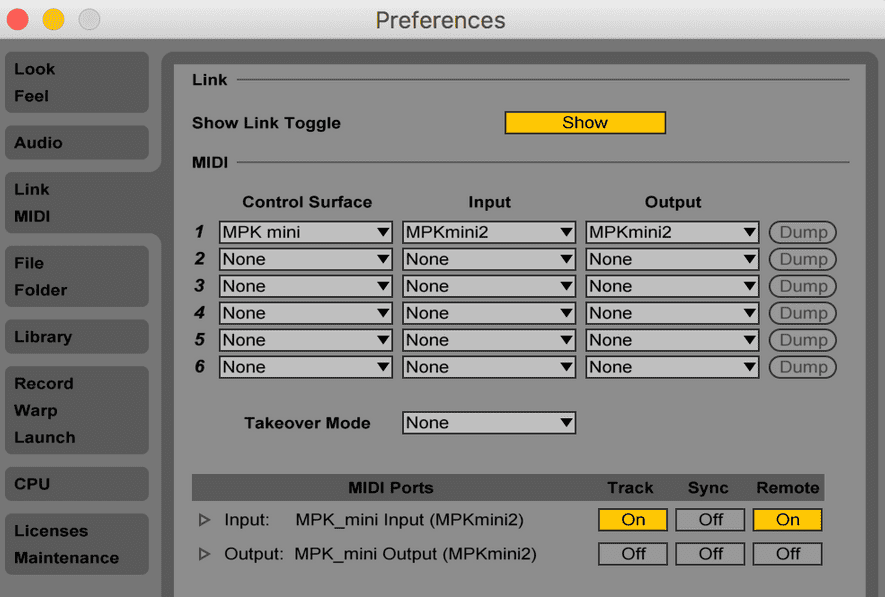 Preferences
Look
Feel
Audio
Link
MIDI
File
Folder
Library
Record
Warp
Launch
CPU
Licenses
Maintenance
Link
Show Link Toggle Show
MIDI
Control Surface Input Output
1 MPK mini MPKmini2 MPKmini2 Dump
2 None None None Dump
3 None None None Dump
4 None None None Dump
5 None None None Dump
6 None None None Dump
Takeover Mode None
MIDI Ports Track Sync Remote
Input: MPK_mini Input (MPKmini2) On Off On
Output: MPK_mini Output (MPKmini2) Off Off Off